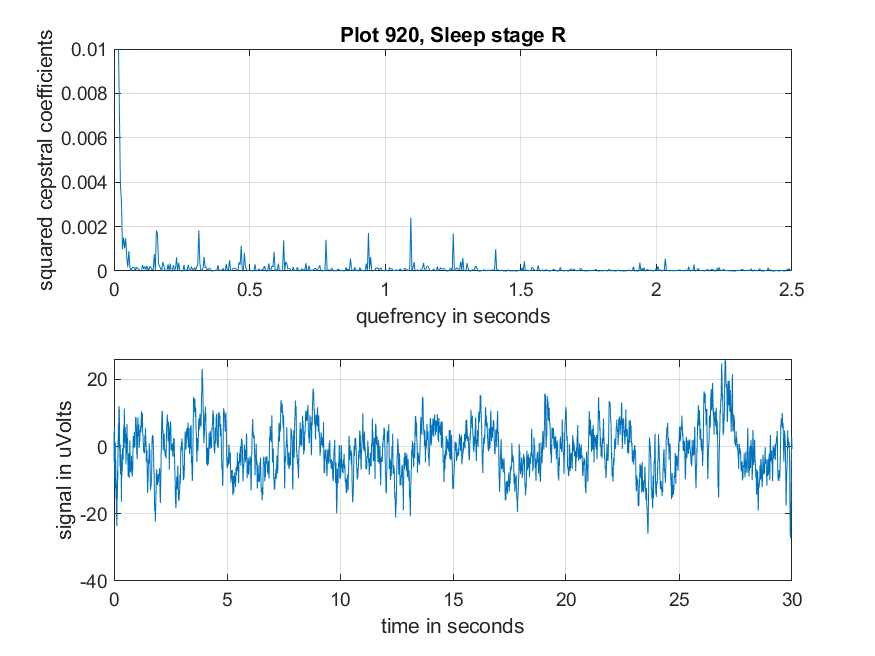 Plot 920, Sleep stage R
squared cepstral coefficients
0.01
0.008
0.006
0.004
0.002
0
0 0.5 1 1.5 2 2.5
quefrency in seconds
signal in uVolts
20
0
-20
-40
0 5 10 15 20 25 30
time in seconds